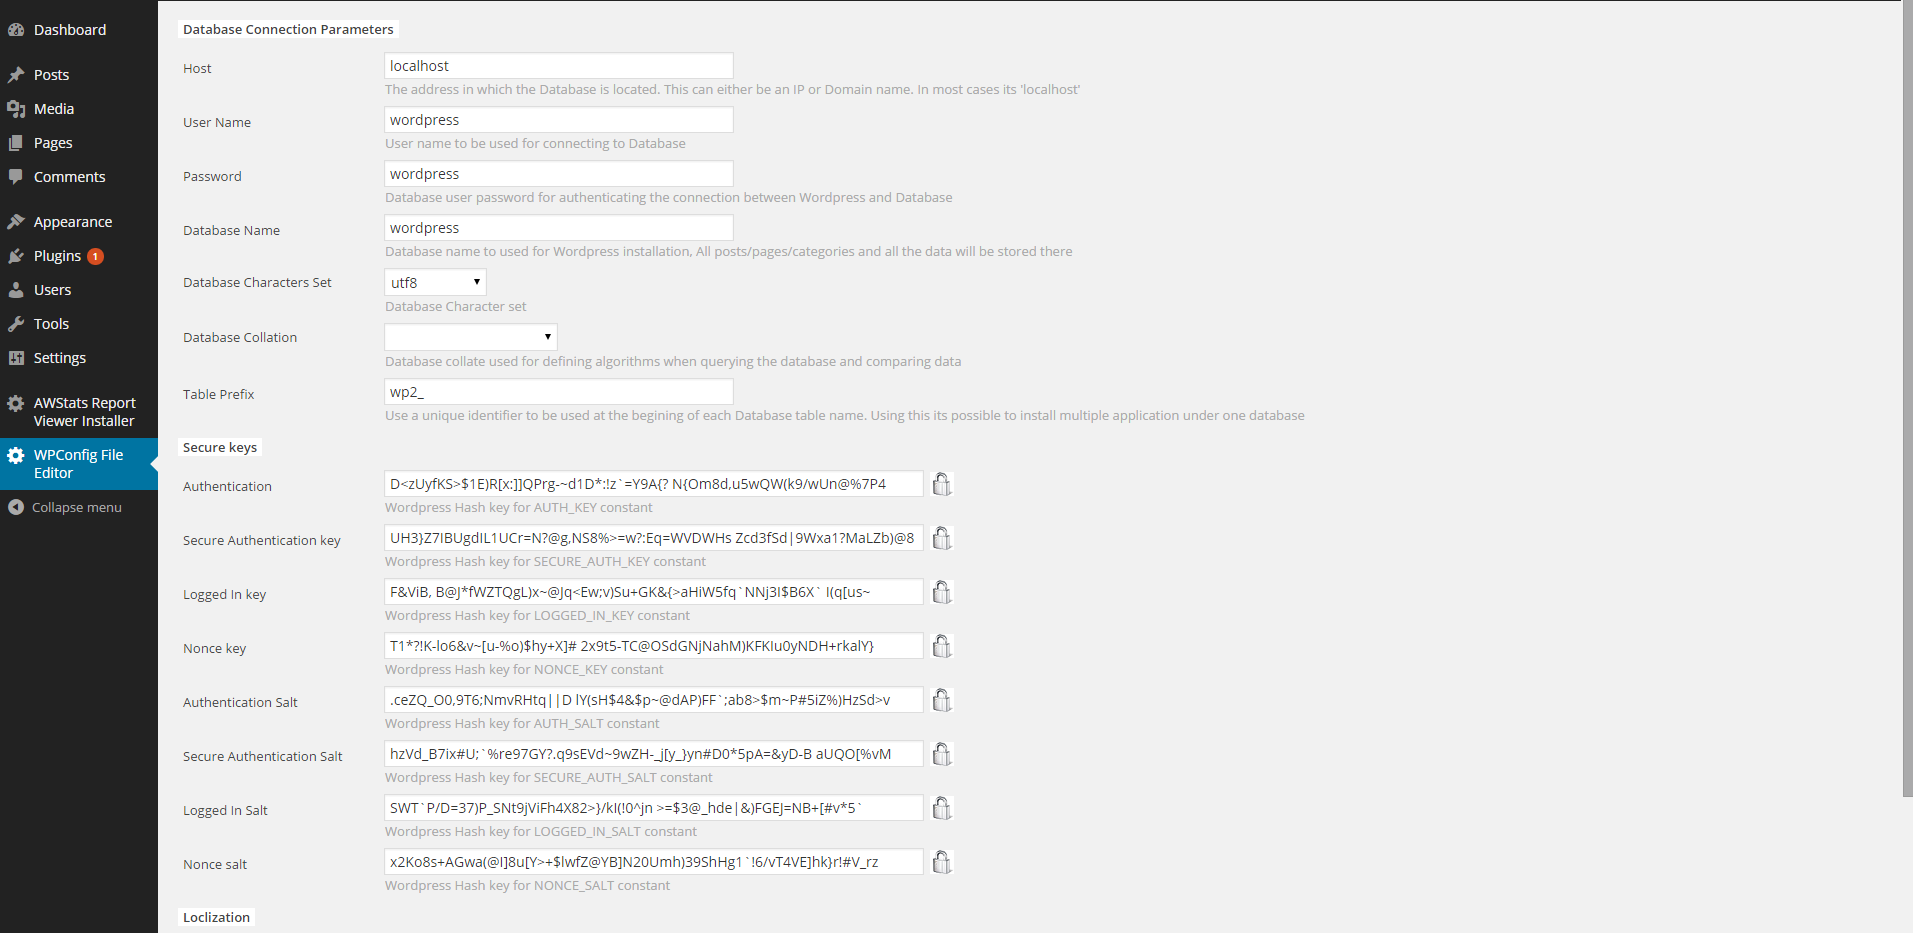 Dashboard
Posts
Media
Pages
Comments
Appearance
Plugins 1
Users
Tools
Settings
AWStats Report
Viewer Installer
WPConfig File
Editor
Collapse menu
Database Connection Parameters
Host
localhost
The address in which the Database is located. This can either be an IP or Domain name. In most cases its 'localhost'
User Name
wordpress
User name to be used for connecting to Database
Password
wordpress
Database user password for authenticating the connection between Wordpress and Database
Database Name
wordpress
Database name to used for Wordpress installation, All posts/pages/categories and all the data will be stored there
Database Characters Set
utf8
Database Character set
Database Collation
Database collate used for defining algorithms when querying the database and comparing data
Table Prefix
wp2_
Use a unique identifier to be used at the begining of each Database table name. Using this its possible to install multiple application under one database
Secure keys
Authentication
D<zUyfKS>$1E)R[x:]]QPrg-~d1D*:!z`=Y9A{? N{Om8d,u5wQW(k9/wUn@%7P4
Wordpress Hash key for AUTH_KEY constant
Secure Authentication key
UH3}Z7IBUgdIL1UCr=N?@g,NS8%>=w?:Eq=WVDWHs Zcd3fSd|9Wxa1?MaLZb)@8
Wordpress Hash key for SECURE_AUTH_KEY constant
Logged In key
F&ViB, B@J*fWZTQgL)x~@Jq<Ew;v)Su+GK&{>aHiW5fq`NNj3I$B6X` I(q[us~
Wordpress Hash key for LOGGED_IN_KEY constant
Nonce key
T1*?!K-lo6&v~[u-%o)$hy+X]# 2x9t5-TC@OSdGNjNahM)KFKIu0yNDH+rkalY}
Wordpress Hash key for NONCE_KEY constant
Authentication Salt
.ceZQ_O0,9T6;NmvRHtq||D lY(sH$4&$p~@dAP)FF`;ab8>$m~P#5iZ%)HzSd>v
Wordpress Hash key for AUTH_SALT constant
Secure Authentication Salt
hzVd_B7ix#U;`%re97GY?.q9sEVd~9wZH-_j[y_}yn#D0*5pA=&yD-B aUQO[%vM
Wordpress Hash key for SECURE_AUTH_SALT constant
Logged In Salt
SWT`P/D=37)P_SNt9jViFh4X82>}/kI(!0^jn >=$3@_hde|&)FGEJ=NB+[#v*5`
Wordpress Hash key for LOGGED_IN_SALT constant
Nonce salt
x2Ko8s+AGwa(@I]8u[Y>+$lwfZ@YB]N20Umh)39ShHg1`!6/vT4VE]hk}r!#V_rz
Wordpress Hash key for NONCE_SALT constant
Loclization